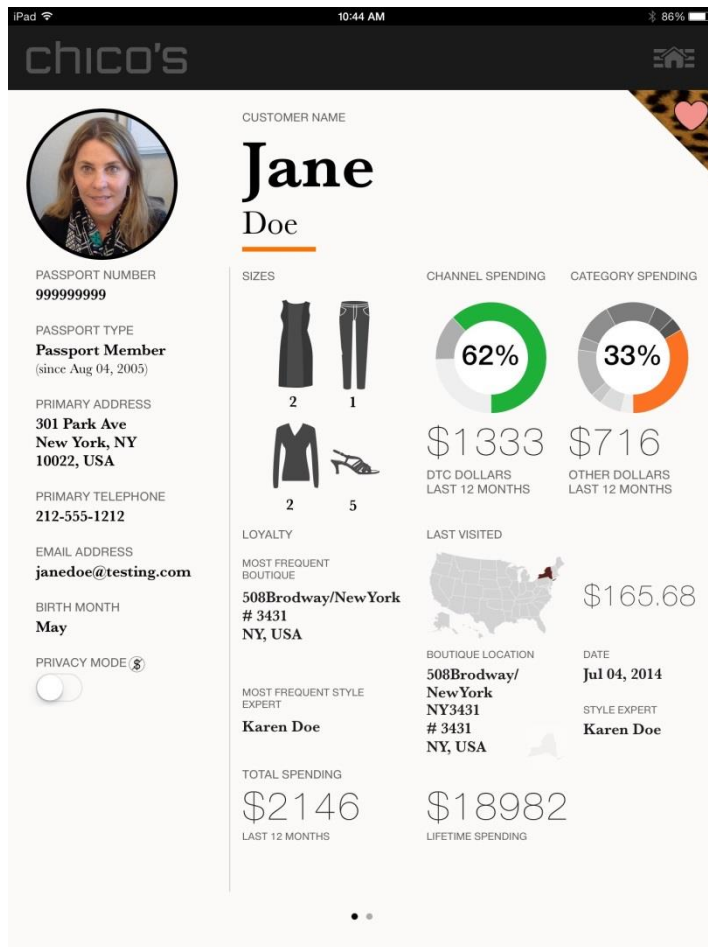 iPad
10:44 AM
86%
chico's
CUSTOMER NAME
Jane
Doe
PASSPORT NUMBER
999999999
PASSPORT TYPE
Passport Member
(since Aug 04, 2005)
PRIMARY ADDRESS
301 Park Ave
New York, NY
10022, USA
PRIMARY TELEPHONE
212-555-1212
EMAIL ADDRESS
janedoe@testing.com
BIRTH MONTH
May
PRIVACY MODE $
SIZES
2
1
2
5
CHANNEL SPENDING
62%
$1333
DTC DOLLARS
LAST 12 MONTHS
CATEGORY SPENDING
33%
$716
OTHER DOLLARS
LAST 12 MONTHS
LOYALTY
MOST FREQUENT
BOUTIQUE
508Brodway/NewYork
# 3431
NY, USA
MOST FREQUENT STYLE
EXPERT
Karen Doe
LAST VISITED
$165.68
BOUTIQUE LOCATION
508Brodway/
NewYork
NY3431
# 3431
NY, USA
DATE
Jul 04, 2014
STYLE EXPERT
Karen Doe
TOTAL SPENDING
$2146
LAST 12 MONTHS
$18982
LIFETIME SPENDING